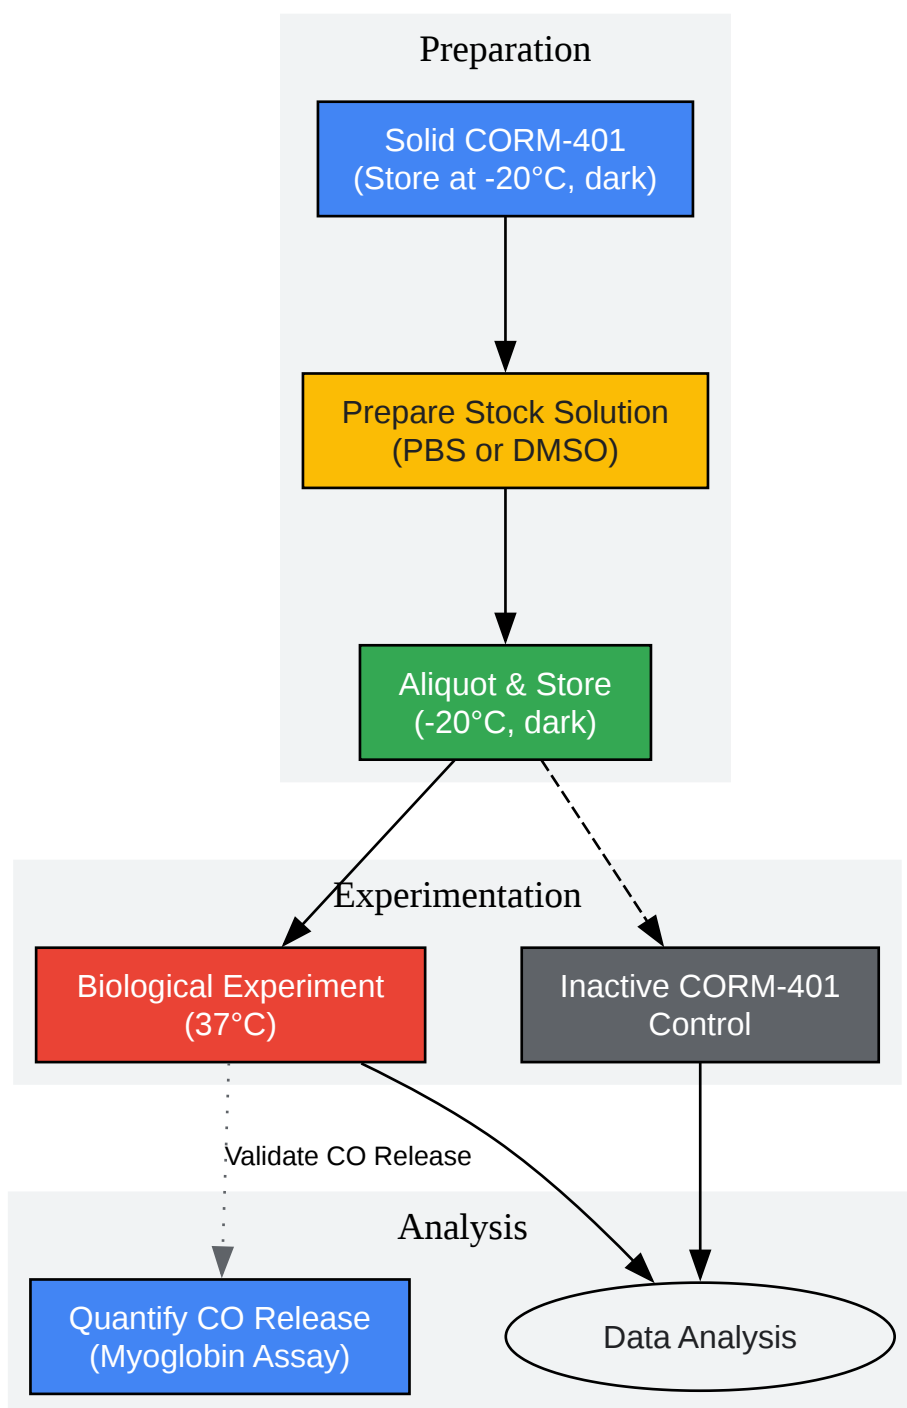 Preparation
Solid CORM-401
(Store at -20°C, dark)
Prepare Stock Solution
(PBS or DMSO)
Aliquot & Store
(-20°C, dark)
Experimentation
Biological Experiment
(37°C)
Inactive CORM-401
Control
Validate CO Release
Analysis
Quantify CO Release
(Myoglobin Assay)
Data Analysis